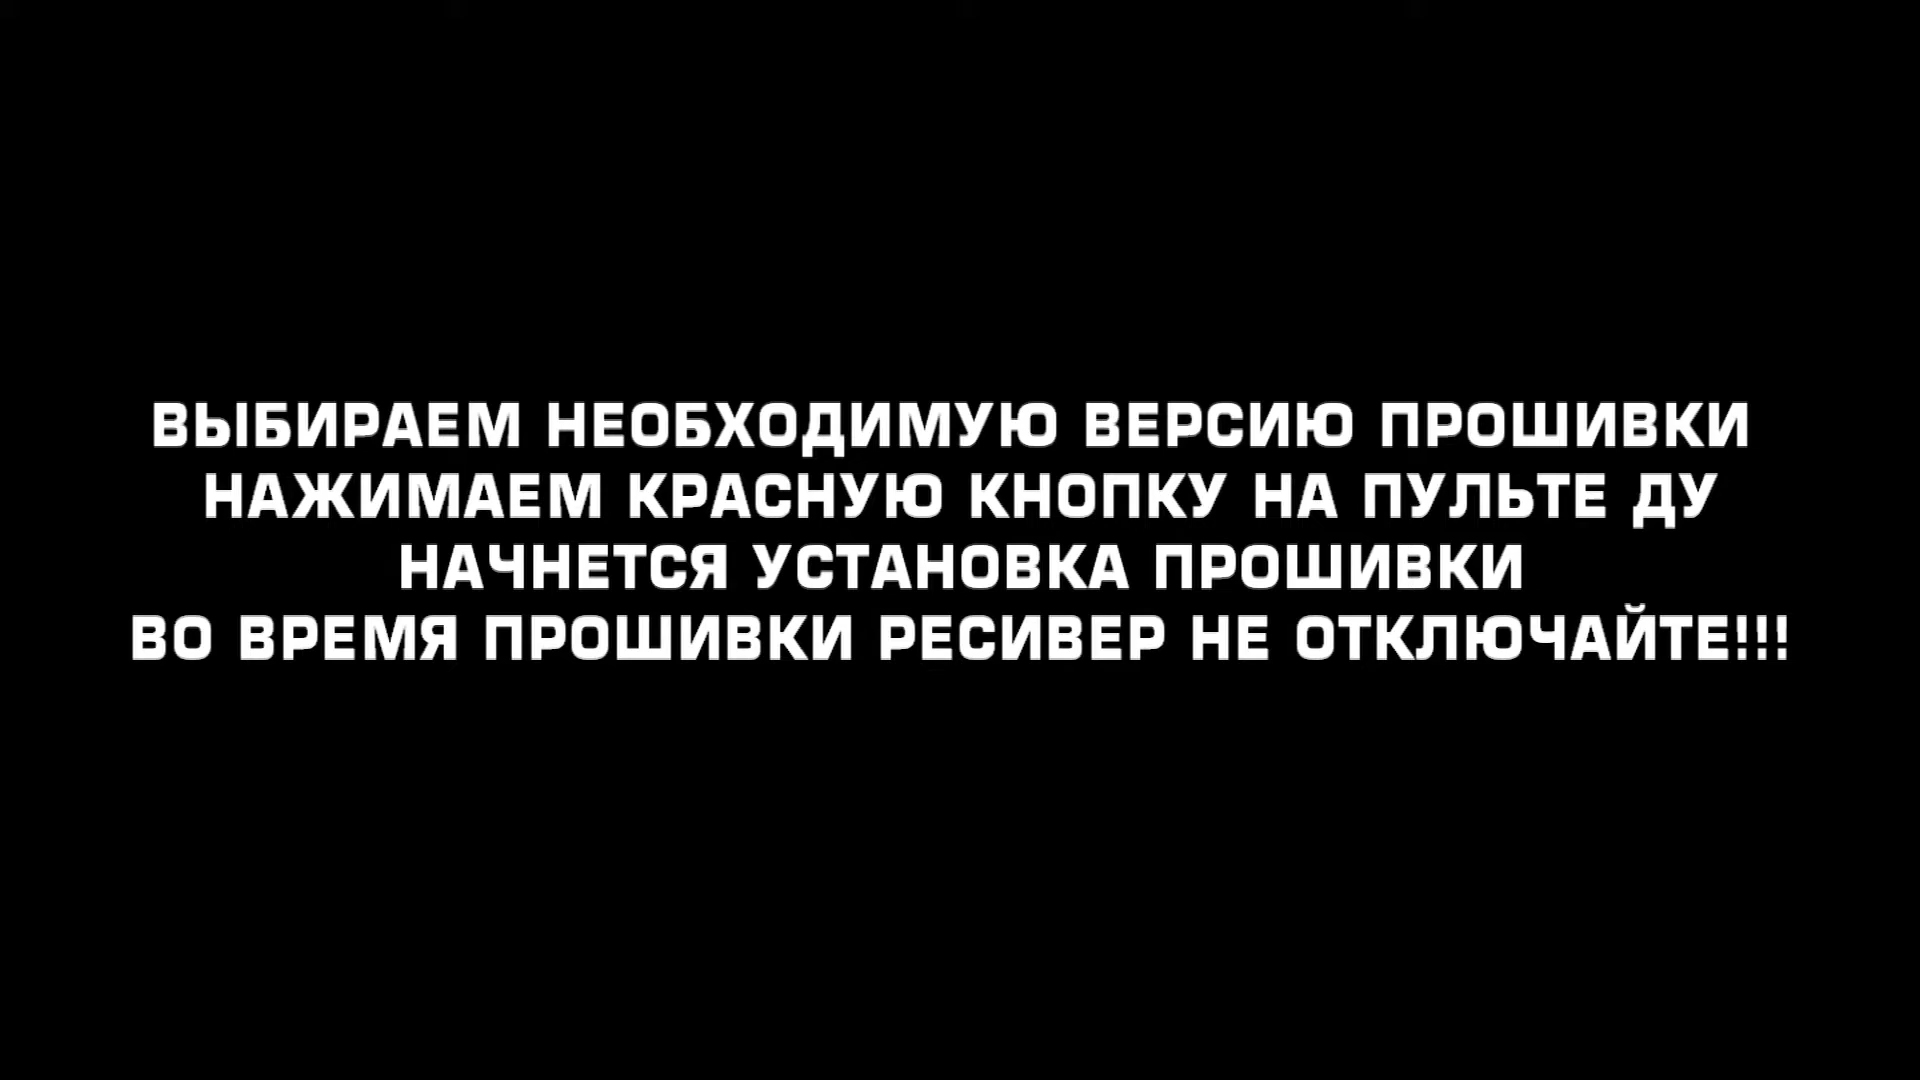 ВЫБИРАЕМ НЕОБХОДИМУЮ ВЕРСИЮ ПРОШИВКИ
НАЖИМАЕМ КРАСНУЮ КНОПКУ НА ПУЛЬТЕ ДУ
НАЧНЕТСЯ УСТАНОВКА ПРОШИВКИ
ВО ВРЕМЯ ПРОШИВКИ РЕСИВЕР НЕ ОТКЛЮЧАЙТЕ!!!